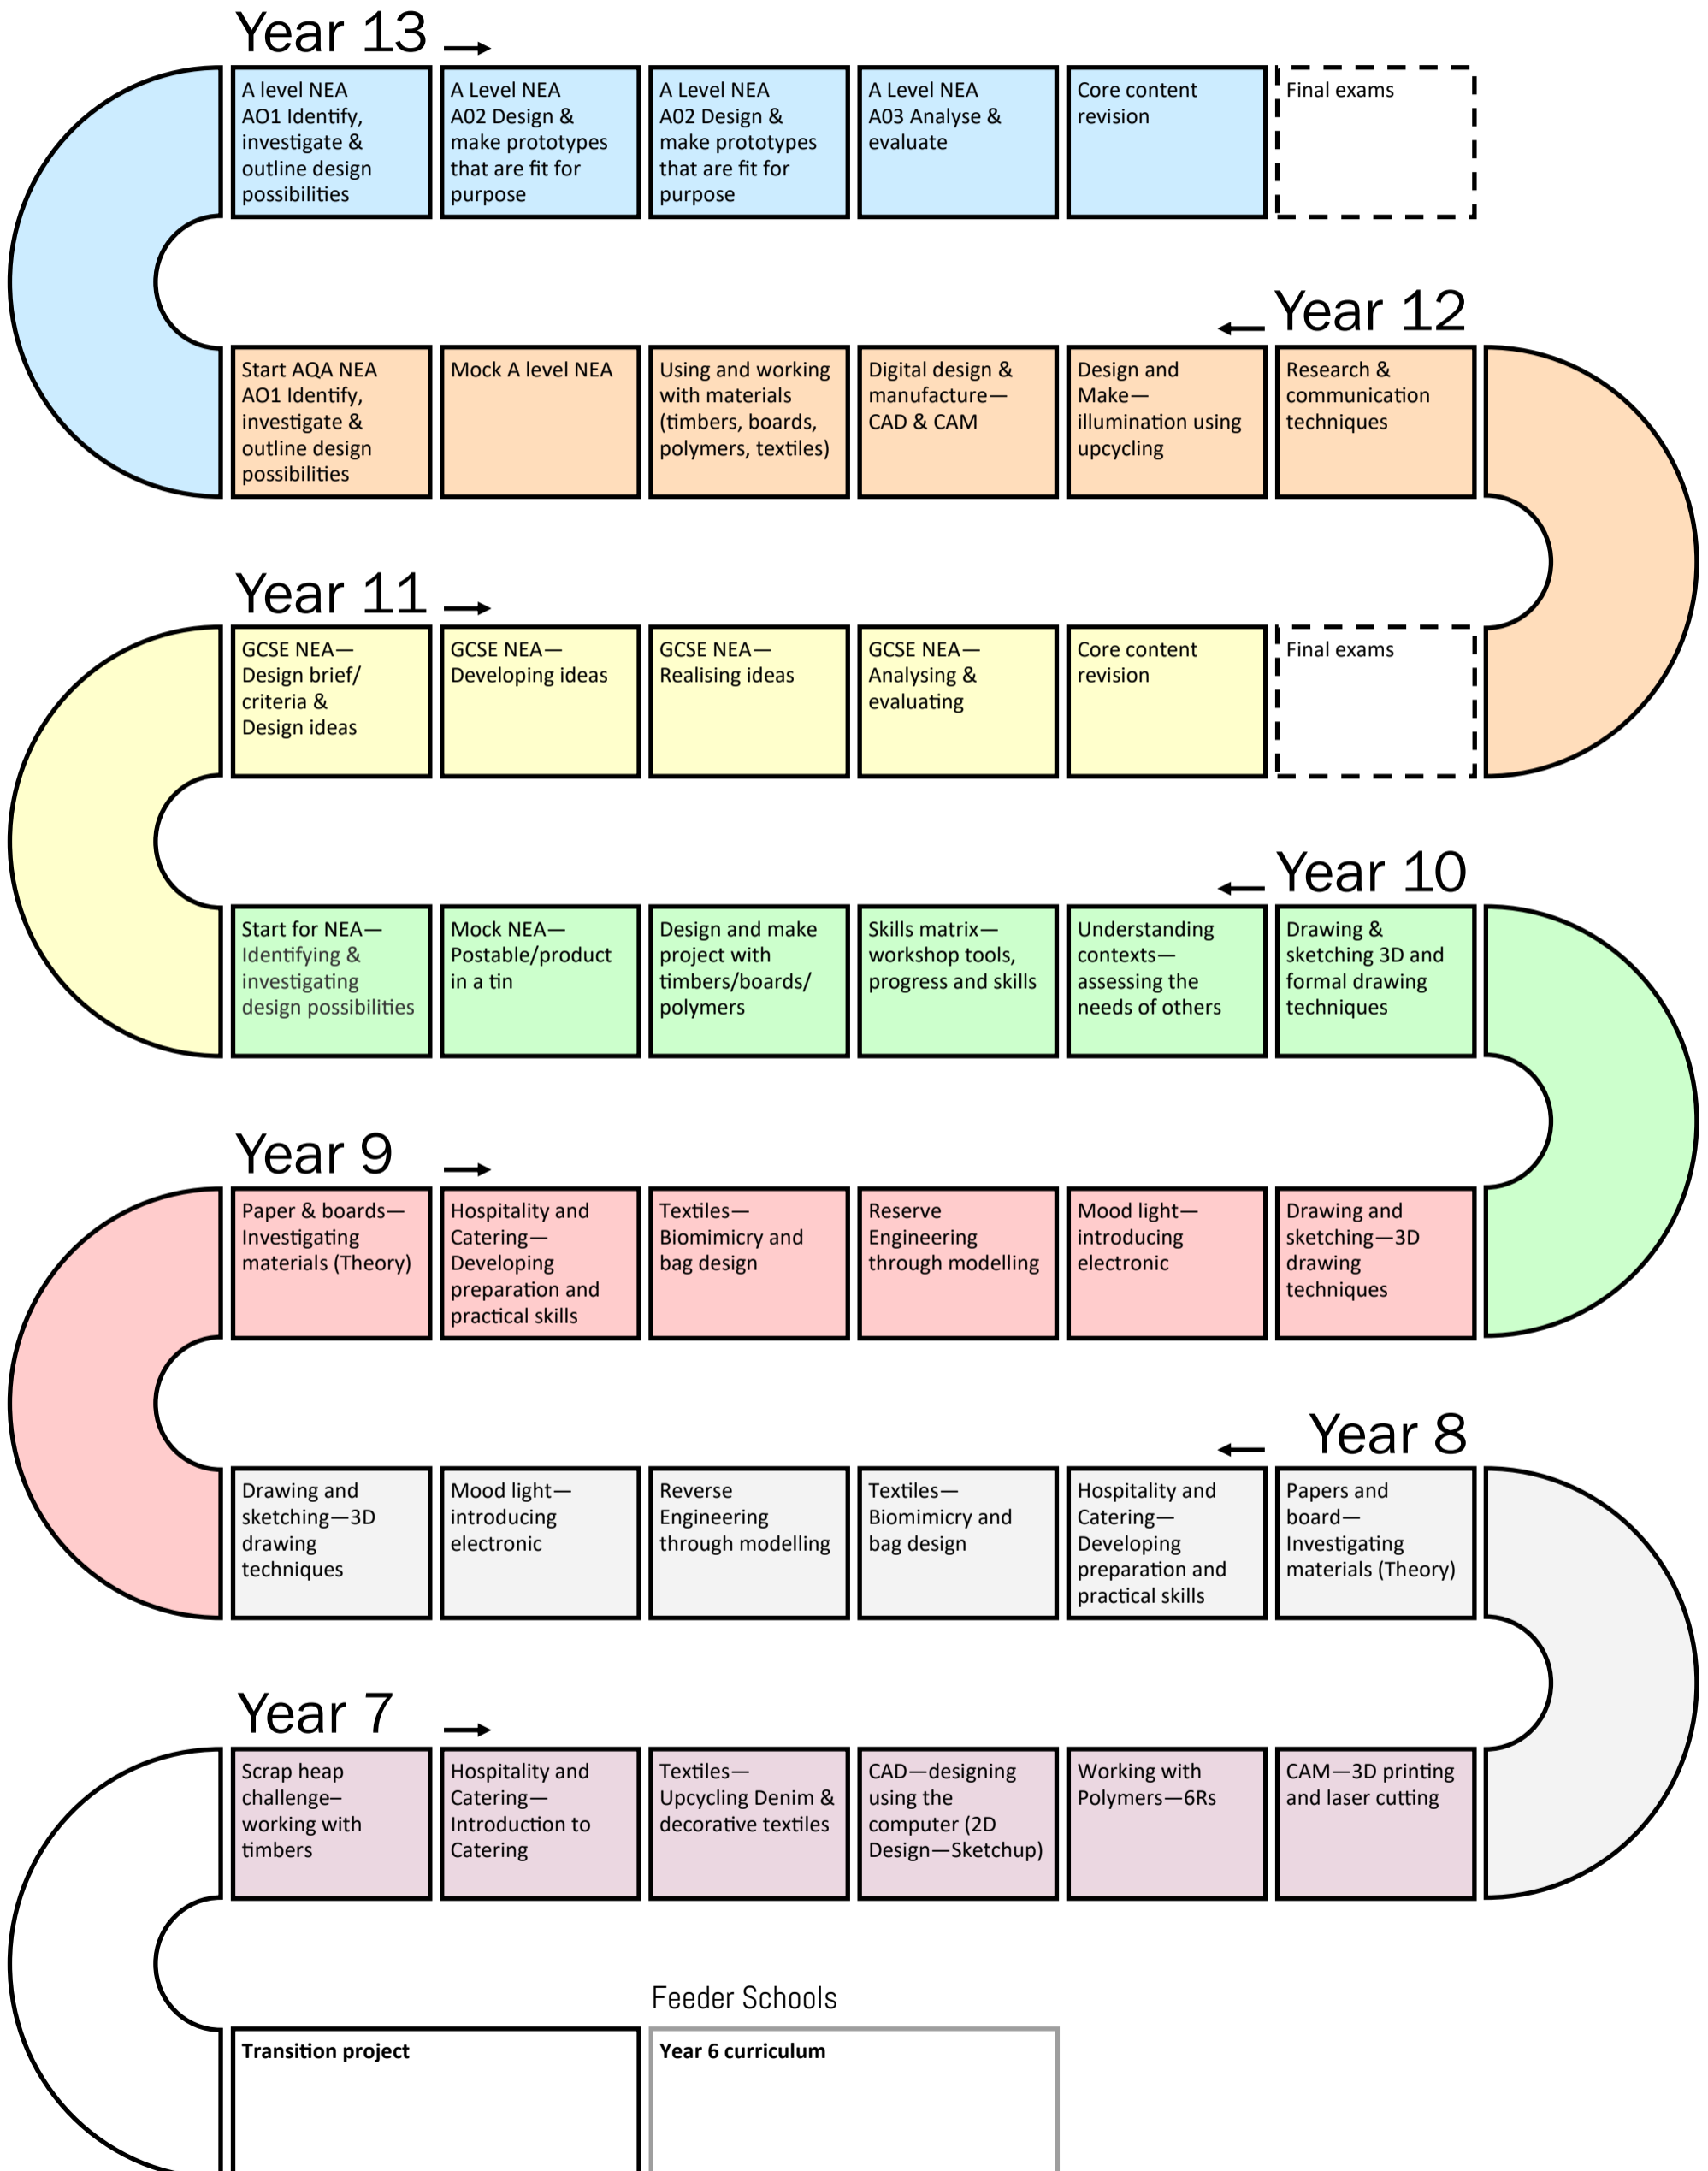 Year 13
A level NEA
AO1 Identify,
investigate &
outline design
possibilities
A Level NEA
A02 Design &
make prototypes
that are fit for
purpose
A Level NEA
A02 Design &
make prototypes
that are fit for
purpose
A Level NEA
A03 Analyse &
evaluate
Core content
revision
Final exams
Year 12
Start AQA NEA
AO1 Identify,
investigate &
outline design
possibilities
Mock A level NEA
Using and working
with materials
(timbers, boards,
polymers, textiles)
Digital design &
manufacture—
CAD & CAM
Design and
Make—
illumination using
upcycling
Research &
communication
techniques
Year 11
GCSE NEA—
Design brief/
criteria &
Design ideas
GCSE NEA—
Developing ideas
GCSE NEA—
Realising ideas
GCSE NEA—
Analysing &
evaluating
Core content
revision
Final exams
Year 10
Start for NEA—
Identifying &
investigating
design possibilities
Mock NEA—
Postable/product
in a tin
Design and make
project with
timbers/boards/
polymers
Skills matrix—
workshop tools,
progress and skills
Understanding
contexts—
assessing the
needs of others
Drawing &
sketching 3D and
formal drawing
techniques
Year 9
Paper & boards—
Investigating
materials (Theory)
Hospitality and
Catering—
Developing
preparation and
practical skills
Textiles—
Biomimicry and
bag design
Reserve
Engineering
through modelling
Mood light—
introducing
electronic
Drawing and
sketching—3D
drawing
techniques
Year 8
Drawing and
sketching—3D
drawing
techniques
Mood light—
introducing
electronic
Reverse
Engineering
through modelling
Textiles—
Biomimicry and
bag design
Hospitality and
Catering—
Developing
preparation and
practical skills
Papers and
board—
Investigating
materials (Theory)
Year 7
Scrap heap
challenge–
working with
timbers
Hospitality and
Catering—
Introduction to
Catering
Textiles—
Upcycling Denim &
decorative textiles
CAD—designing
using the
computer (2D
Design—Sketchup)
Working with
Polymers—6Rs
CAM—3D printing
and laser cutting
Feeder Schools
Transition project
Year 6 curriculum